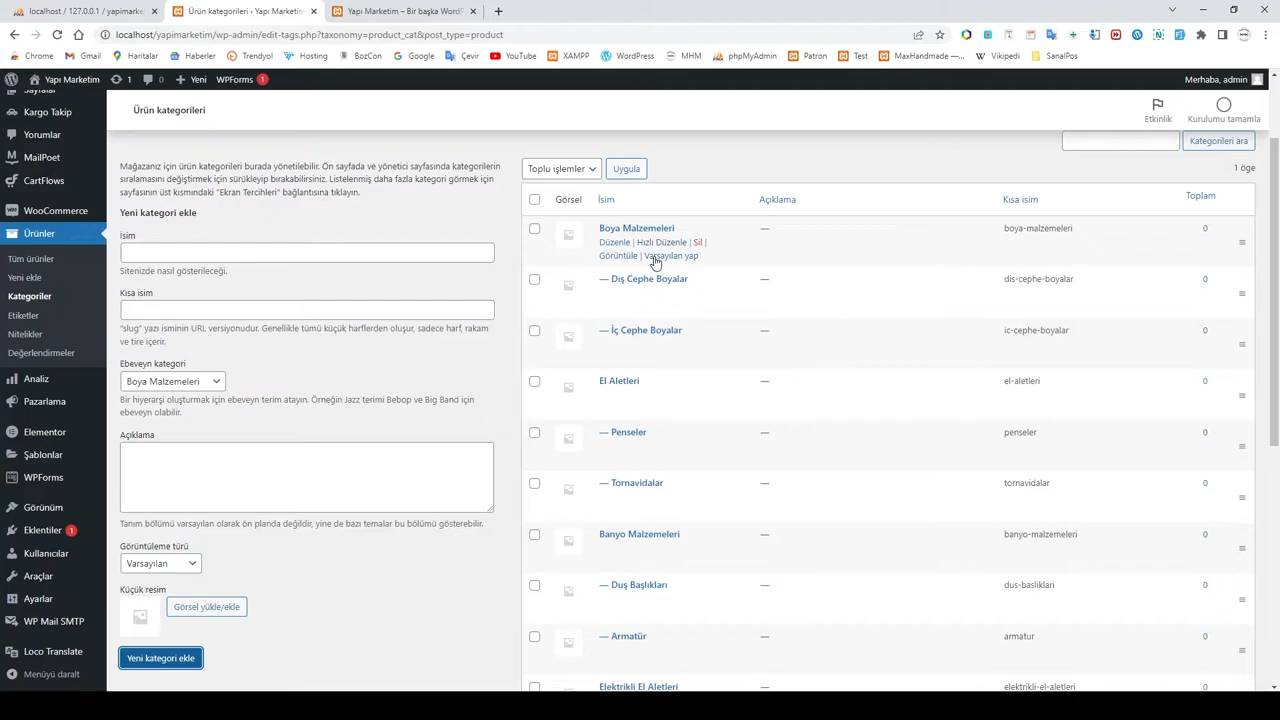 localhost / 127.0.0.1 / yapimarke
Ürün kategorileri ‹ Yapı Marketim
Yapı Marketim – Bir başka WordP
localhost/yapimarketim/wp-admin/edit-tags.php?taxonomy=product_cat&post_type=product
Chrome
Gmail
Haritalar
Haberler
Trendyol
Hosting
BozCon
Google
Çevir
YouTube
XAMPP
WordPress
MHM
phpMyAdmin
Patron
Test
MaxHandmade —...
Vikipedi
SanalPos
Yapı Marketim
1
0
Yeni
WPForms 1
Merhaba, admin
Sayfalar
Kargo Takip
Yorumlar
MailPoet
CartFlows
WooCommerce
Ürünler
Tüm ürünler
Yeni ekle
Kategoriler
Etiketler
Nitelikler
Değerlendirmeler
Analiz
Pazarlama
Elementor
Şablonlar
WPForms
Görünüm
Eklentiler 1
Kullanıcılar
Araçlar
Ayarlar
WP Mail SMTP
Loco Translate
Menüyü daralt
Ürün kategorileri
Etkinlik
Kurulumu tamamla
Mağazanız için ürün kategorileri burada yönetilebilir. Ön sayfada ve yönetici sayfasında kategorilerin
sıralamasını değiştirmek için sürükleyip bırakabilirsiniz. Listelenmiş daha fazla kategori görmek için
sayfasının üst kısmındaki "Ekran Tercihleri" bağlantısına tıklayın.
Yeni kategori ekle
İsim
Sitenizde nasıl gösterileceği.
Kısa isim
"slug" yazı isminin URL versiyonudur. Genellikle tümü küçük harflerden oluşur, sadece harf, rakam
ve tire içerir.
Ebeveyn kategori
Boya Malzemeleri
Bir hiyerarşi oluşturmak için ebeveyn terim atayın. Örneğin Jazz terimi Bebop ve Big Band için
ebeveyn olabilir.
Açıklama
Tanım bölümü varsayılan olarak ön planda değildir, yine de bazı temalar bu bölümü gösterebilir.
Görüntüleme türü
Varsayılan
Küçük resim
Görsel yükle/ekle
Yeni kategori ekle
Kategorileri ara
Toplu işlemler
Uygula
1 öge
Görsel İsim Açıklama Kısa isim Toplam
Boya Malzemeleri — boya-malzemeleri 0
Düzenle | Hızlı Düzenle | Sil |
Görüntüle | Varsayılan yap
— Dış Cephe Boyalar — dis-cephe-boyalar 0
— İç Cephe Boyalar — ic-cephe-boyalar 0
El Aletleri — el-aletleri 0
— Penseler — penseler 0
— Tornavidalar — tornavidalar 0
Banyo Malzemeleri — banyo-malzemeleri 0
— Duş Başlıkları — dus-basliklari 0
— Armatür — armatur 0
Elektrikli El Aletleri — elektrikli-el-aletleri 0